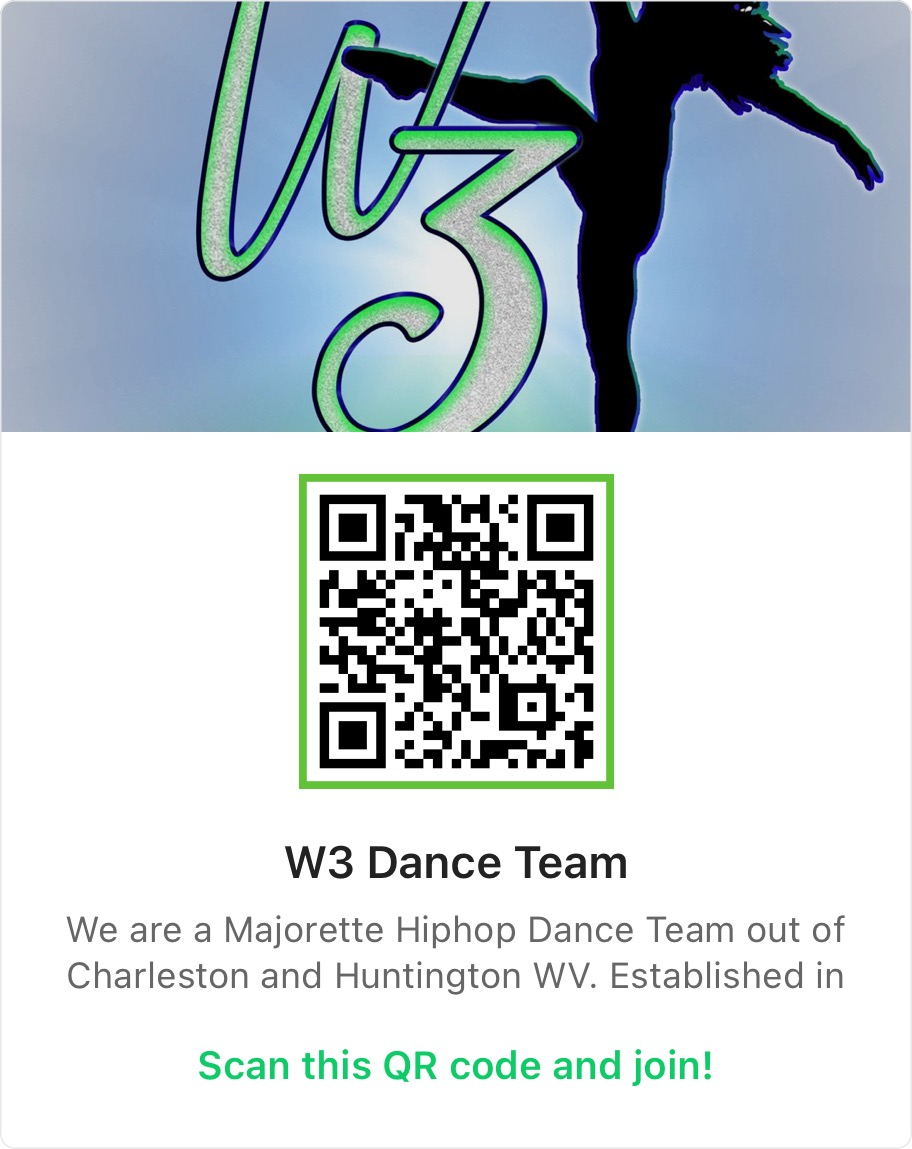 W3
W3 Dance Team
We are a Majorette Hiphop Dance Team out of
Charleston and Huntington WV. Established in
Scan this QR code and join!